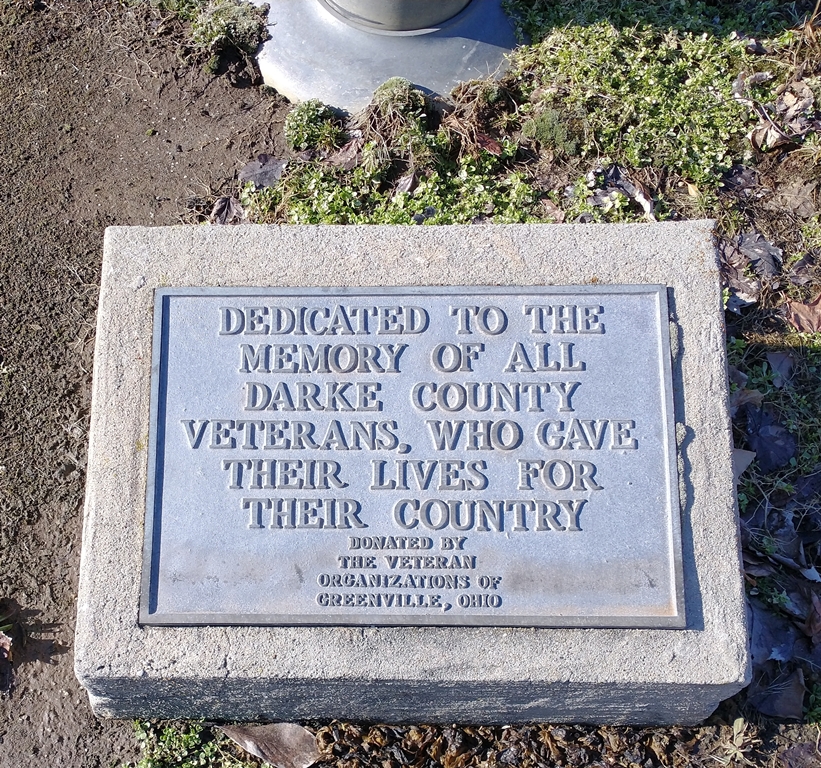 DEDICATED TO THE
MEMORY OF ALL
DARKE COUNTY
VETERANS, WHO GAVE
THEIR LIVES FOR
THEIR COUNTRY
DONATED BY
THE VETERAN
ORGANIZATIONS OF
GREENVILLE, OHIO